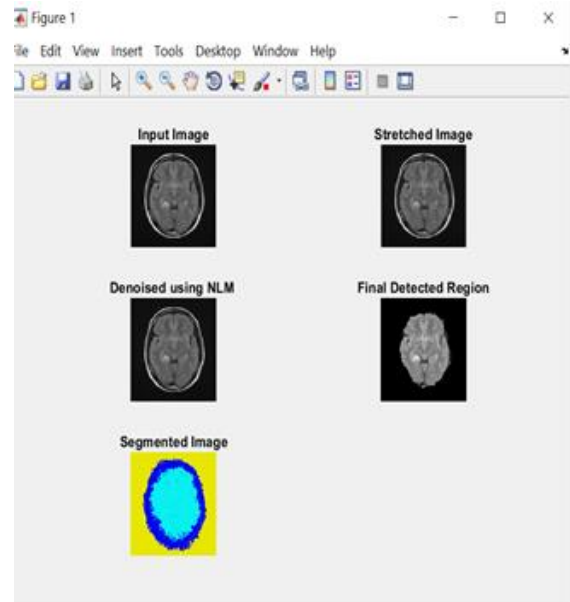 Figure 1
File Edit View Insert Tools Desktop Window Help
Input Image
Stretched Image
Denoised using NLM
Final Detected Region
Segmented Image